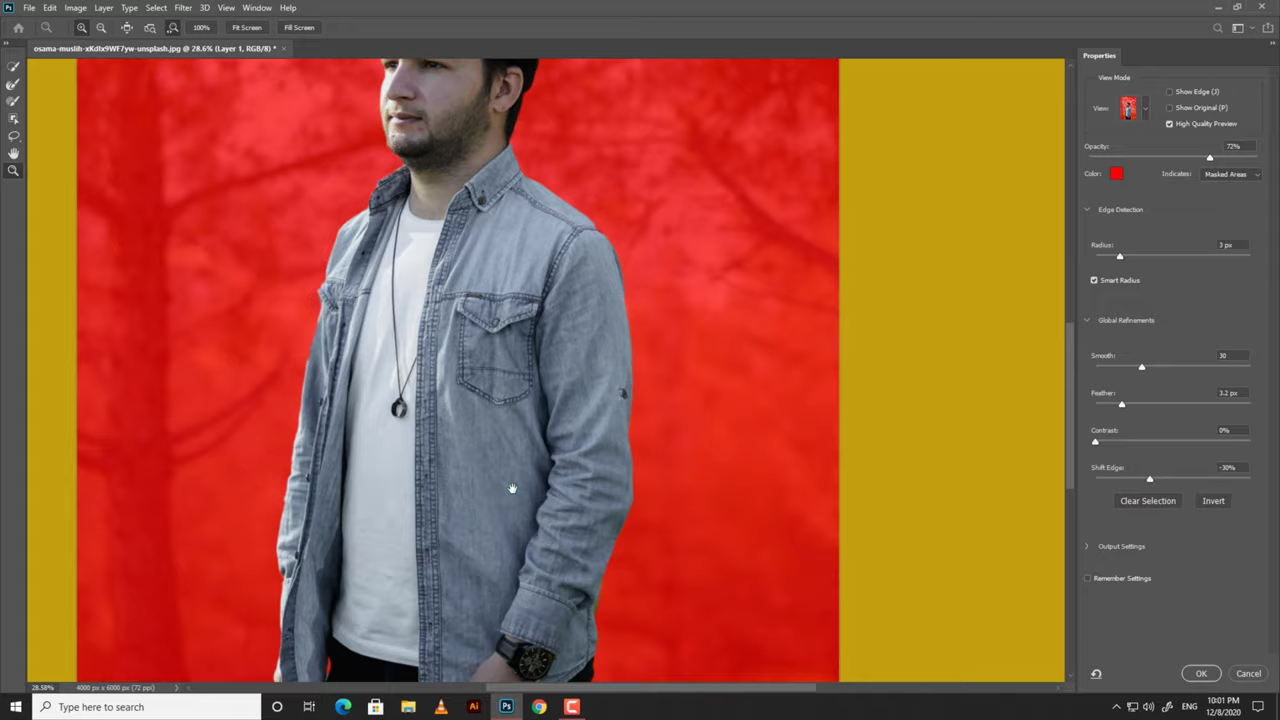 Ps File Edit Image Layer Type Select Filter 3D View Window Help
100% Fit Screen Fill Screen
osama-muslih-xKdIx9WF7yw-unsplash.jpg @ 28.6% (Layer 1, RGB/8) *
Properties
View Mode
Show Edge (J)
View:
Show Original (P)
High Quality Preview
Opacity: 72%
Color: Indicates: Masked Areas
Edge Detection
Radius: 3 px
Smart Radius
Global Refinements
Smooth: 30
Feather: 3.2 px
Contrast: 0%
Shift Edge: -30%
Clear Selection Invert
Output Settings
Remember Settings
OK Cancel
28.58% 4000 px x 6000 px (72 ppi)
Type here to search
Ai Ps
ENG
10:01 PM
12/8/2020